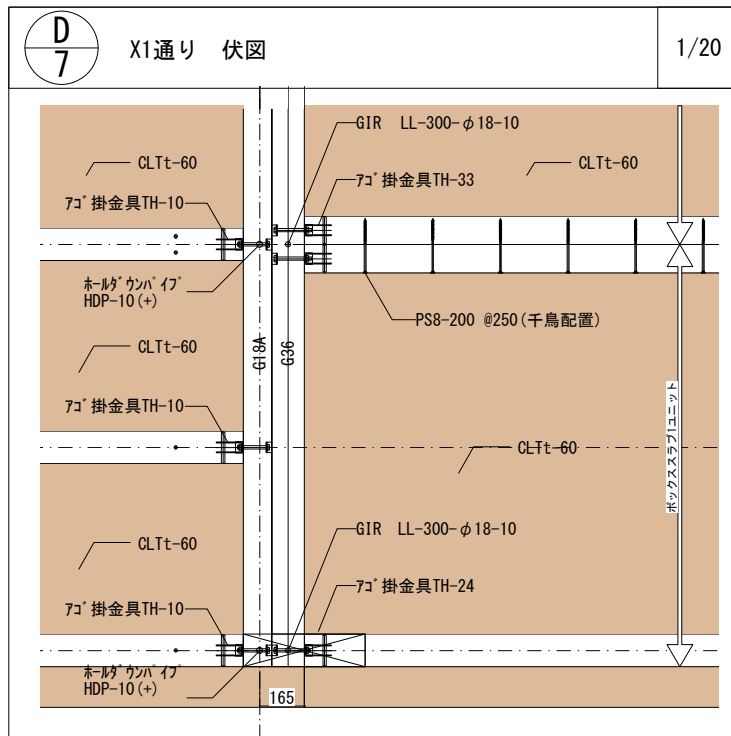 D
7
X1通り 伏図
1/20
GIR LL-300-φ18-10
CLTt-60
CLTt-60
ｱｺﾞ掛金具TH-33
ｱｺﾞ掛金具TH-10
ﾎｰﾙﾀﾞｳﾝﾊﾟｲﾌﾟ
HDP-10(+)
PS8-200 @250(千鳥配置)
CLTt-60
G18A
G36
ｱｺﾞ掛金具TH-10
CLTt-60
ボックススラブ1ユニット
GIR LL-300-φ18-10
CLTt-60
ｱｺﾞ掛金具TH-24
ｱｺﾞ掛金具TH-10
ﾎｰﾙﾀﾞｳﾝﾊﾟｲﾌﾟ
HDP-10(+)
165